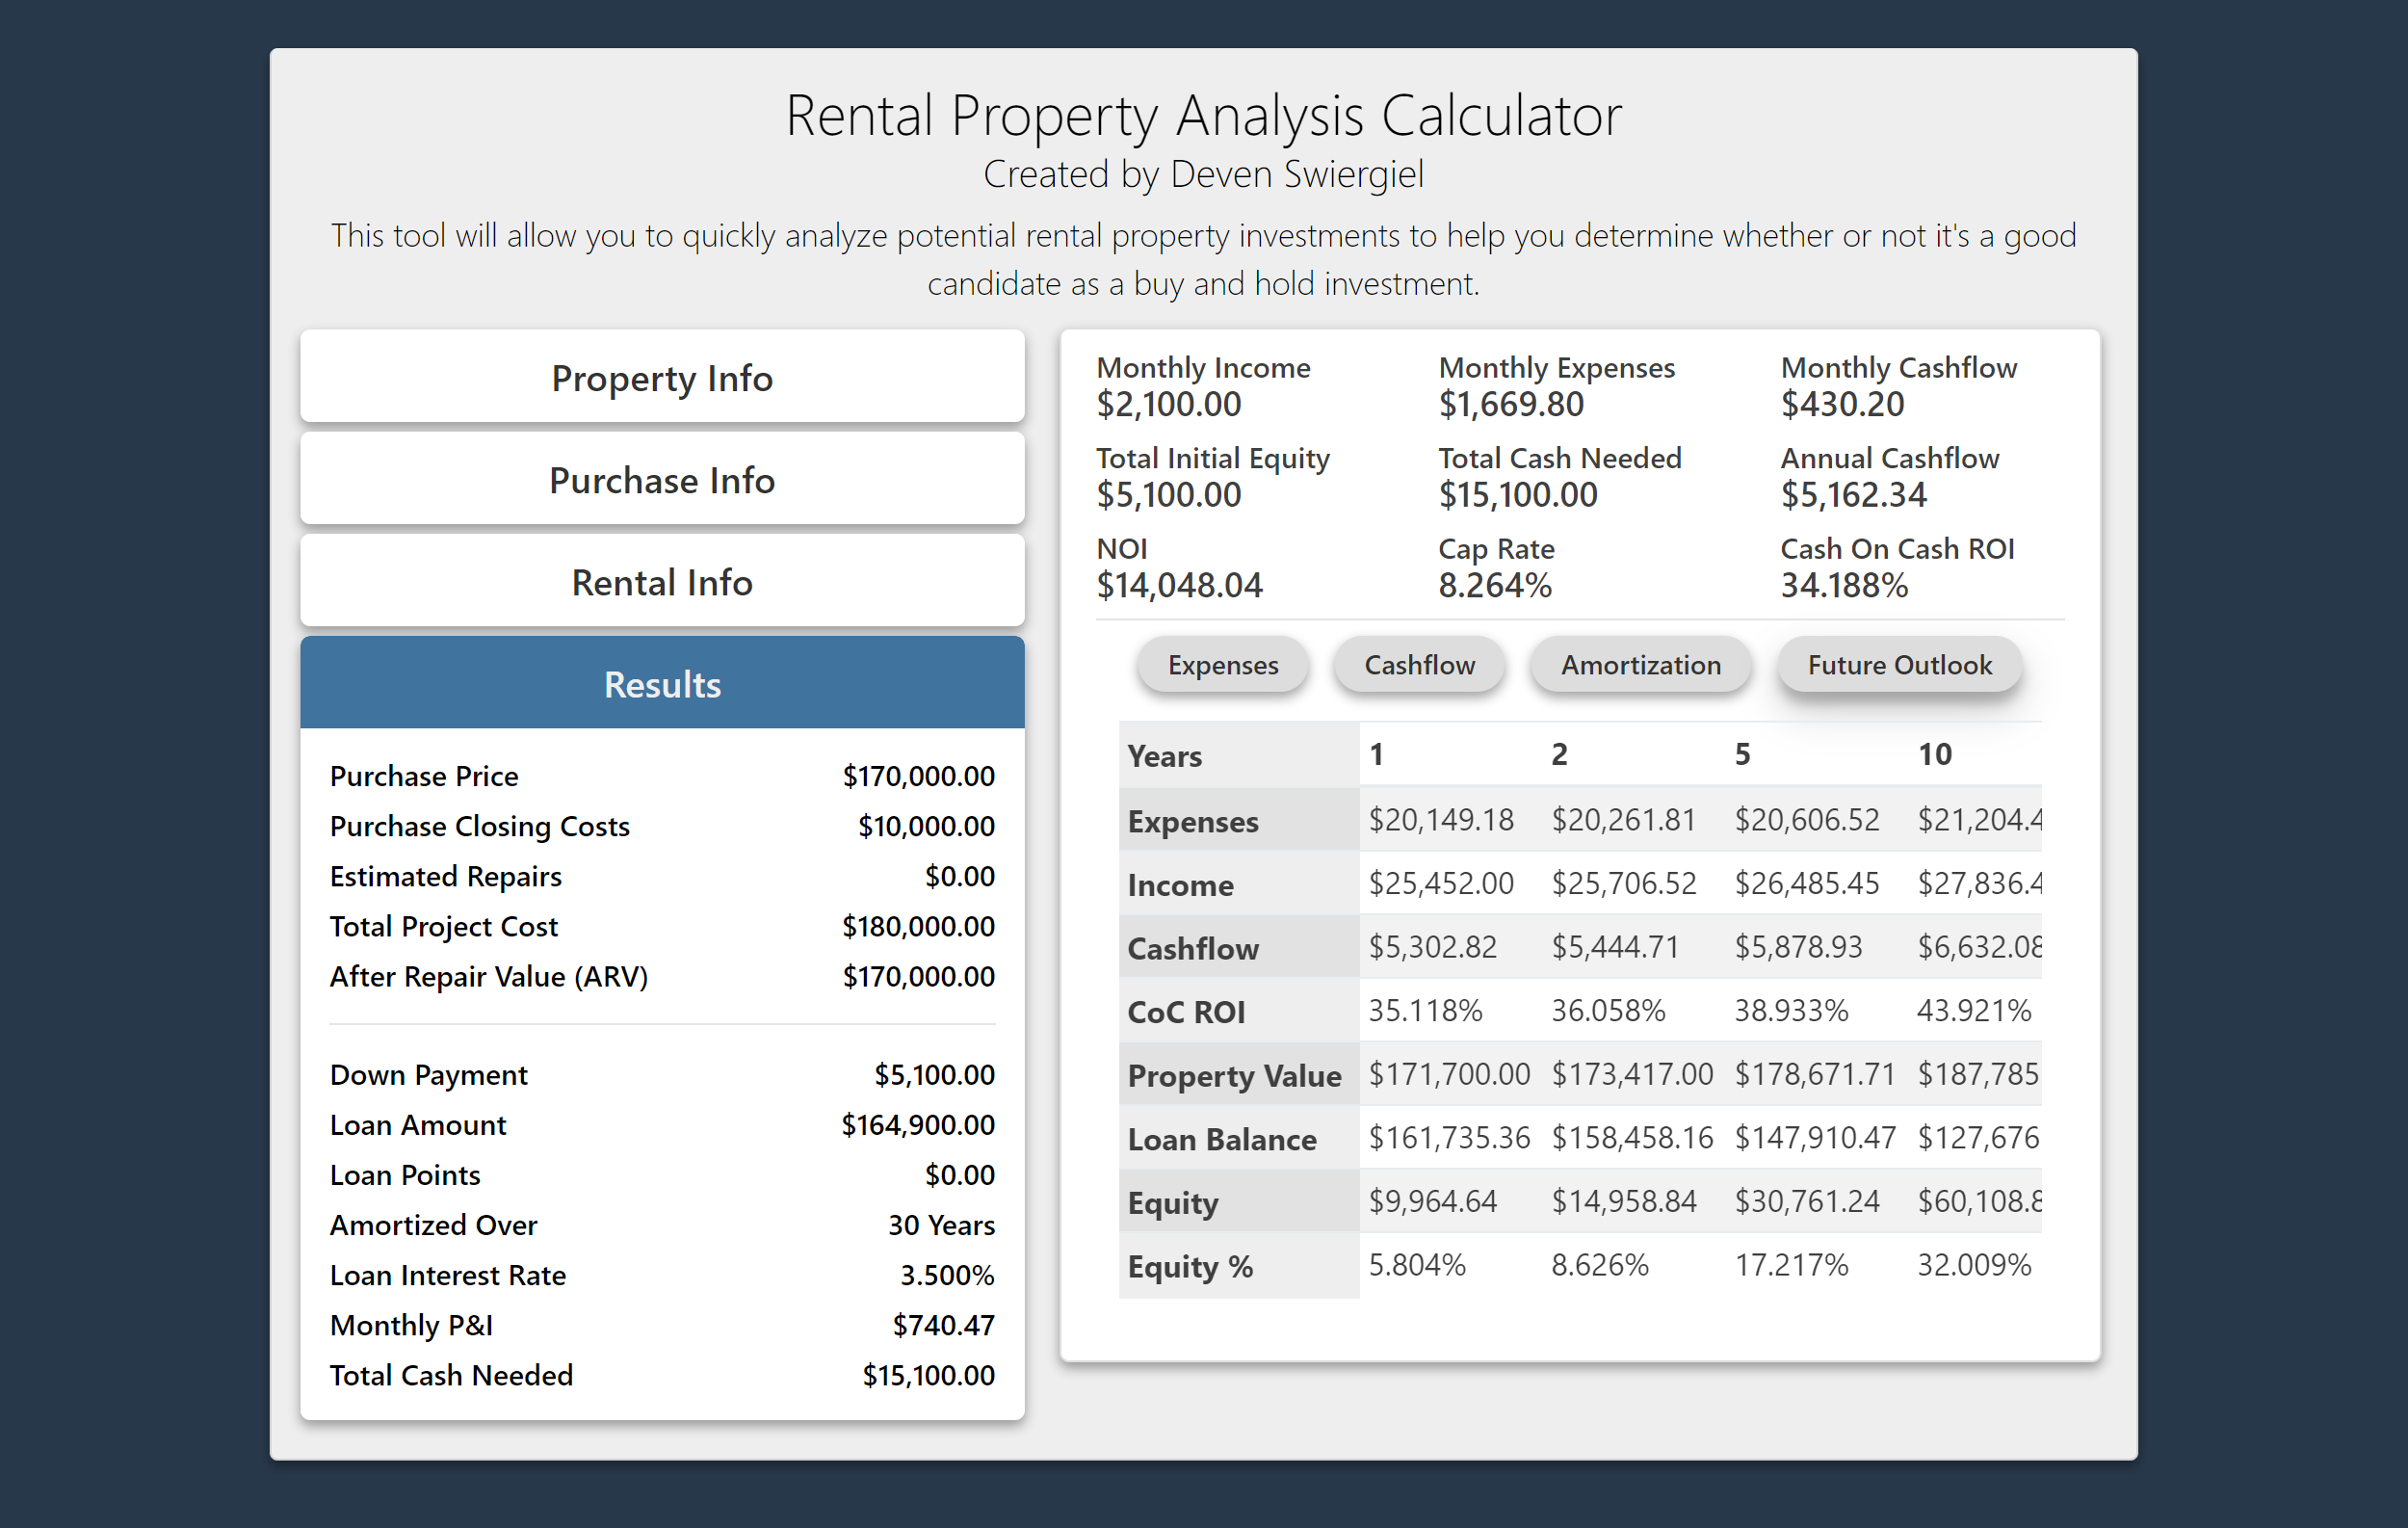 Rental Property Analysis Calculator
Created by Deven Swiergiel
This tool will allow you to quickly analyze potential rental property investments to help you determine whether or not it's a good
candidate as a buy and hold investment.
Property Info
Purchase Info
Rental Info
Results
Purchase Price $170,000.00
Purchase Closing Costs $10,000.00
Estimated Repairs $0.00
Total Project Cost $180,000.00
After Repair Value (ARV) $170,000.00
Down Payment $5,100.00
Loan Amount $164,900.00
Loan Points $0.00
Amortized Over 30 Years
Loan Interest Rate 3.500%
Monthly P&I $740.47
Total Cash Needed $15,100.00
Monthly Income Monthly Expenses Monthly Cashflow
$2,100.00 $1,669.80 $430.20
Total Initial Equity Total Cash Needed Annual Cashflow
$5,100.00 $15,100.00 $5,162.34
NOI Cap Rate Cash On Cash ROI
$14,048.04 8.264% 34.188%
Expenses Cashflow Amortization Future Outlook
Years 1 2 5 10
Expenses $20,149.18 $20,261.81 $20,606.52 $21,204.4
Income $25,452.00 $25,706.52 $26,485.45 $27,836.4
Cashflow $5,302.82 $5,444.71 $5,878.93 $6,632.08
CoC ROI 35.118% 36.058% 38.933% 43.921%
Property Value $171,700.00 $173,417.00 $178,671.71 $187,785
Loan Balance $161,735.36 $158,458.16 $147,910.47 $127,676
Equity $9,964.64 $14,958.84 $30,761.24 $60,108.8
Equity % 5.804% 8.626% 17.217% 32.009%